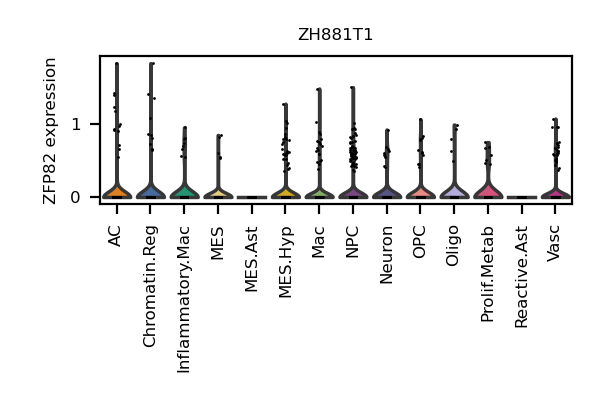 ZH881T1
ZFP82 expression
1
0
AC
Chromatin.Reg
Inflammatory.Mac
MES
MES.Ast
MES.Hyp
Mac
NPC
Neuron
OPC
Oligo
Prolif.Metab
Reactive.Ast
Vasc